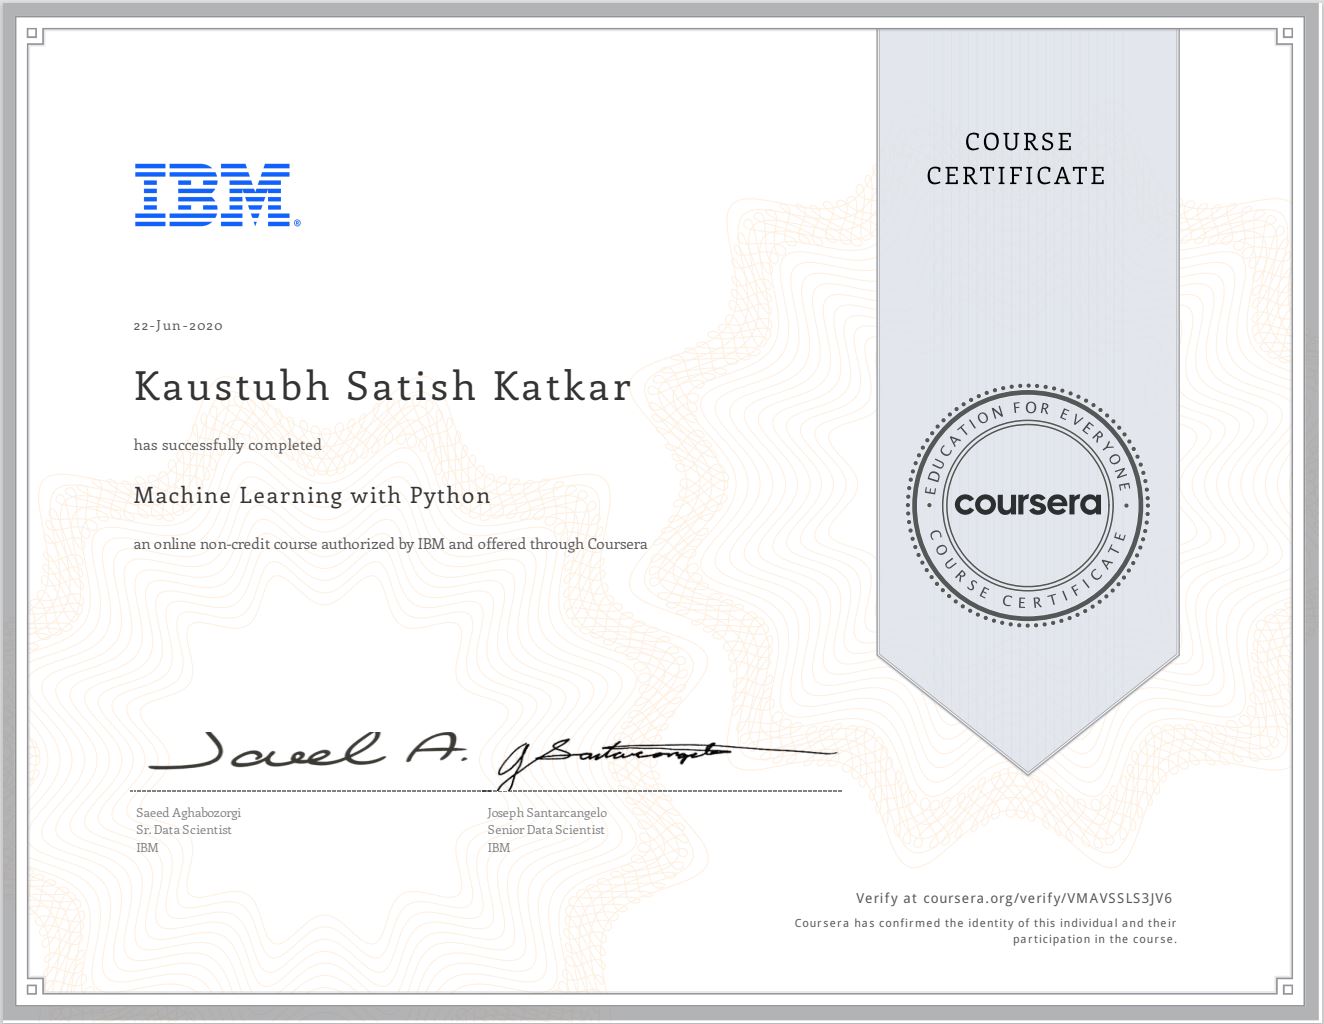 COURSE
CERTIFICATE
IBM®
22-Jun-2020
Kaustubh Satish Katkar
has successfully completed
Machine Learning with Python
an online non-credit course authorized by IBM and offered through Coursera
EDUCATION FOR EVERYONE
coursera
COURSE CERTIFICATE
Saeed Aghabozorgi
Sr. Data Scientist
IBM
Joseph Santarcangelo
Senior Data Scientist
IBM
Verify at coursera.org/verify/VMAVSSLS3JV6
Coursera has confirmed the identity of this individual and their
participation in the course.